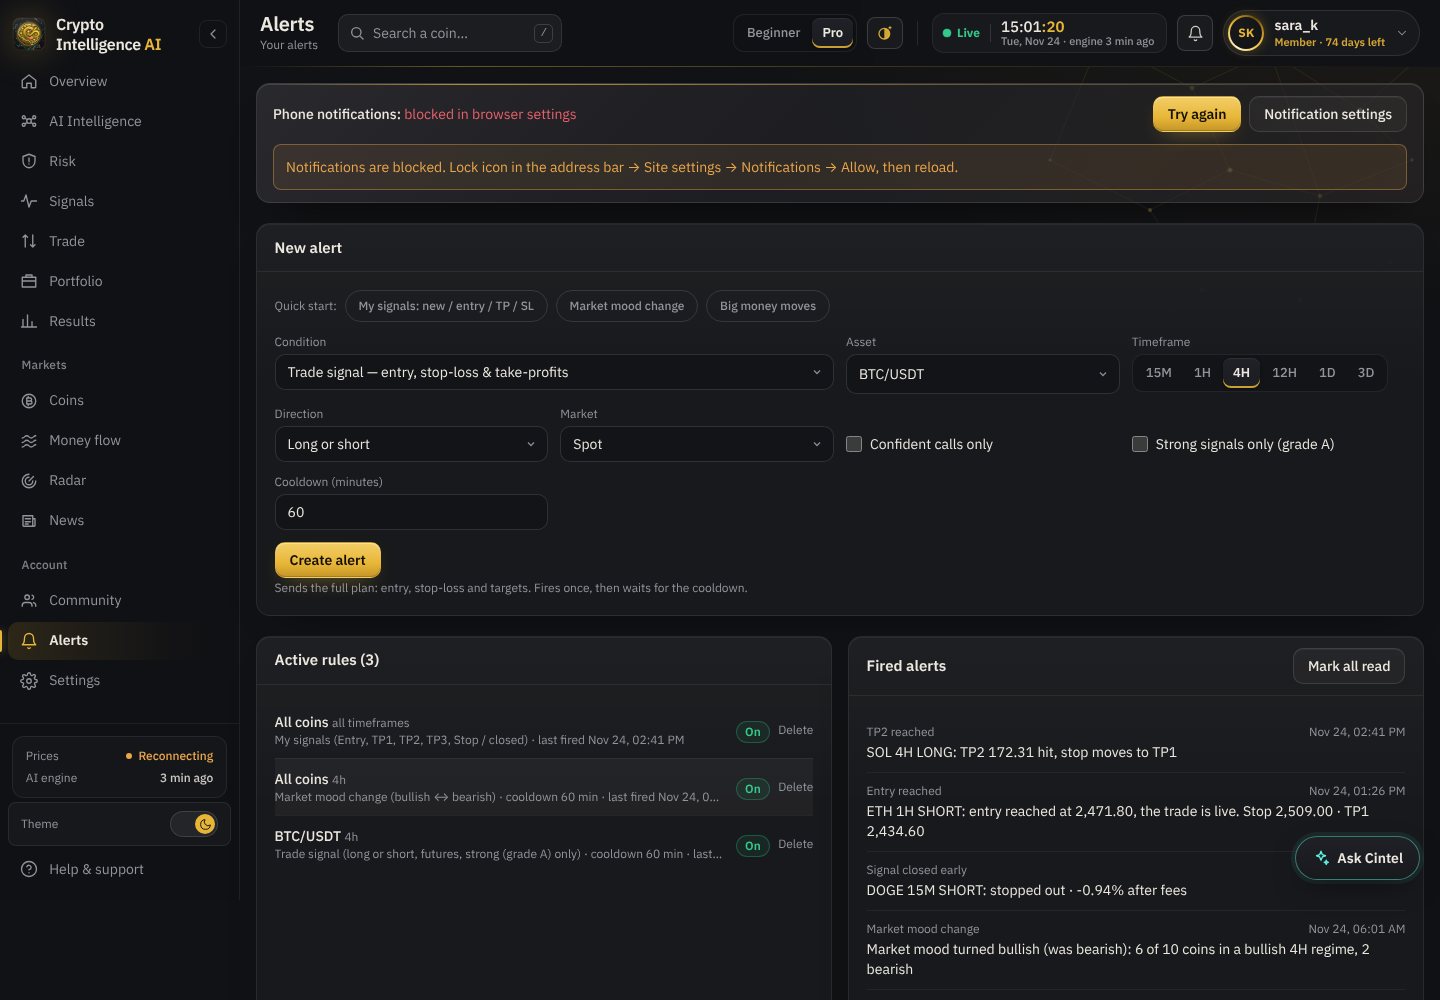 Crypto
Intelligence AI
Overview
AI Intelligence
Risk
Signals
Trade
Portfolio
Results
Markets
Coins
Money flow
Radar
News
Account
Community
Alerts
Settings
Prices
Reconnecting
AI engine
3 min ago
Theme
Help & support
Alerts
Your alerts
Search a coin...
/
Beginner
Pro
Live
15:01:20
Tue, Nov 24 · engine 3 min ago
SK
sara_k
Member · 74 days left
Phone notifications: blocked in browser settings
Try again
Notification settings
Notifications are blocked. Lock icon in the address bar → Site settings → Notifications → Allow, then reload.
New alert
Quick start:
My signals: new / entry / TP / SL
Market mood change
Big money moves
Condition
Asset
Timeframe
Trade signal — entry, stop-loss & take-profits
BTC/USDT
15M 1H 4H 12H 1D 3D
Direction
Market
Long or short
Spot
Confident calls only
Strong signals only (grade A)
Cooldown (minutes)
60
Create alert
Sends the full plan: entry, stop-loss and targets. Fires once, then waits for the cooldown.
Active rules (3)
All coins all timeframes
My signals (Entry, TP1, TP2, TP3, Stop / closed) · last fired Nov 24, 02:41 PM
On
Delete
All coins 4h
Market mood change (bullish ↔ bearish) · cooldown 60 min · last fired Nov 24, 0...
On
Delete
BTC/USDT 4h
Trade signal (long or short, futures, strong (grade A) only) · cooldown 60 min · last...
On
Delete
Fired alerts
Mark all read
TP2 reached
Nov 24, 02:41 PM
SOL 4H LONG: TP2 172.31 hit, stop moves to TP1
Entry reached
Nov 24, 01:26 PM
ETH 1H SHORT: entry reached at 2,471.80, the trade is live. Stop 2,509.00 · TP1
2,434.60
Signal closed early
DOGE 15M SHORT: stopped out · -0.94% after fees
Ask Cintel
Market mood change
Nov 24, 06:01 AM
Market mood turned bullish (was bearish): 6 of 10 coins in a bullish 4H regime, 2
bearish